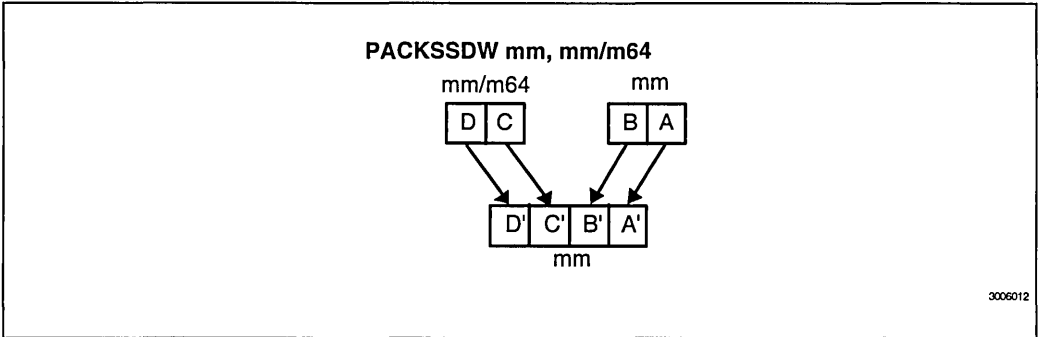 PACKSSDW mm, mm/m64
mm/m64 mm
D C B A
D' C' B' A'
mm
3006012